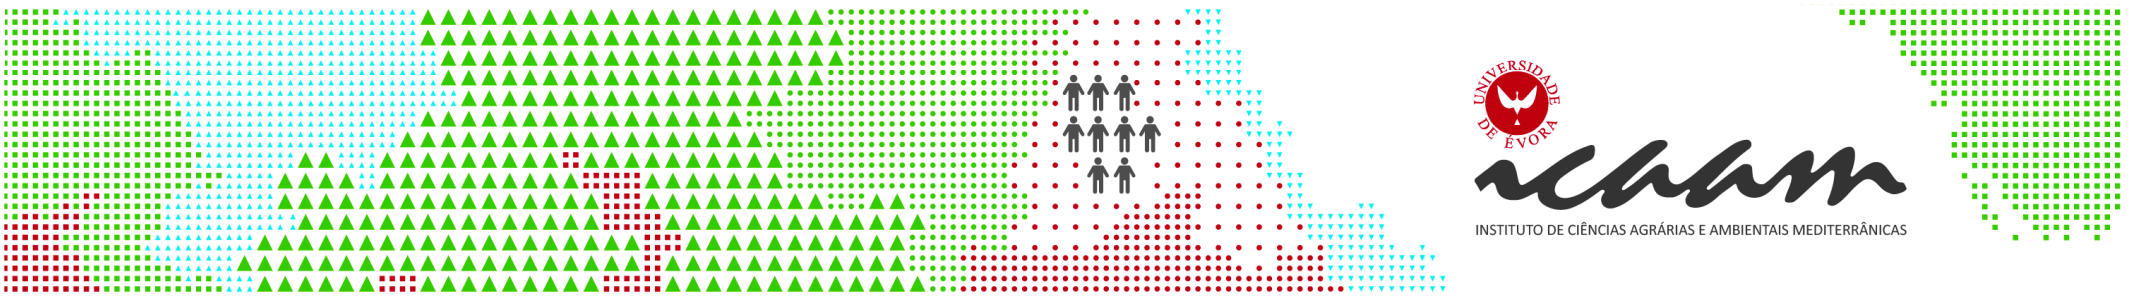 UNIVERSIDADE
DE ÉVORA
icaam
INSTITUTO DE CIÊNCIAS AGRÁRIAS E AMBIENTAIS MEDITERRÂNICAS